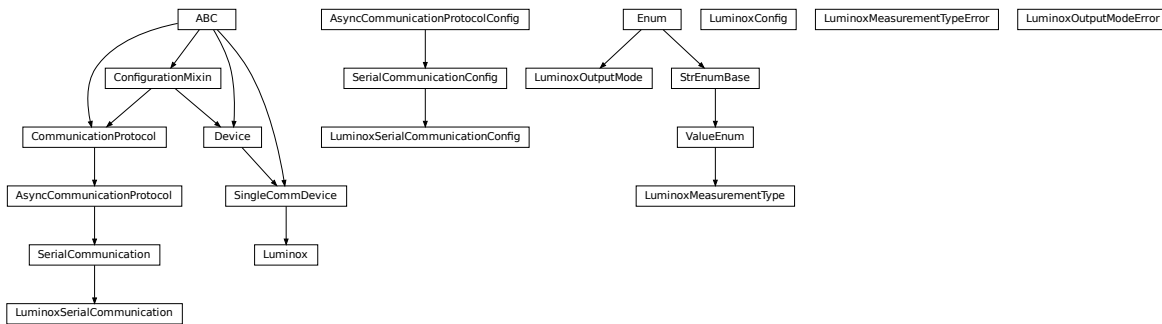 ABC
AsyncCommunicationProtocolConfig
Enum
LuminoxConfig
LuminoxMeasurementTypeError
LuminoxOutputModeError
ConfigurationMixin
SerialCommunicationConfig
LuminoxOutputMode
StrEnumBase
CommunicationProtocol
Device
LuminoxSerialCommunicationConfig
ValueEnum
AsyncCommunicationProtocol
SingleCommDevice
LuminoxMeasurementType
SerialCommunication
Luminox
LuminoxSerialCommunication